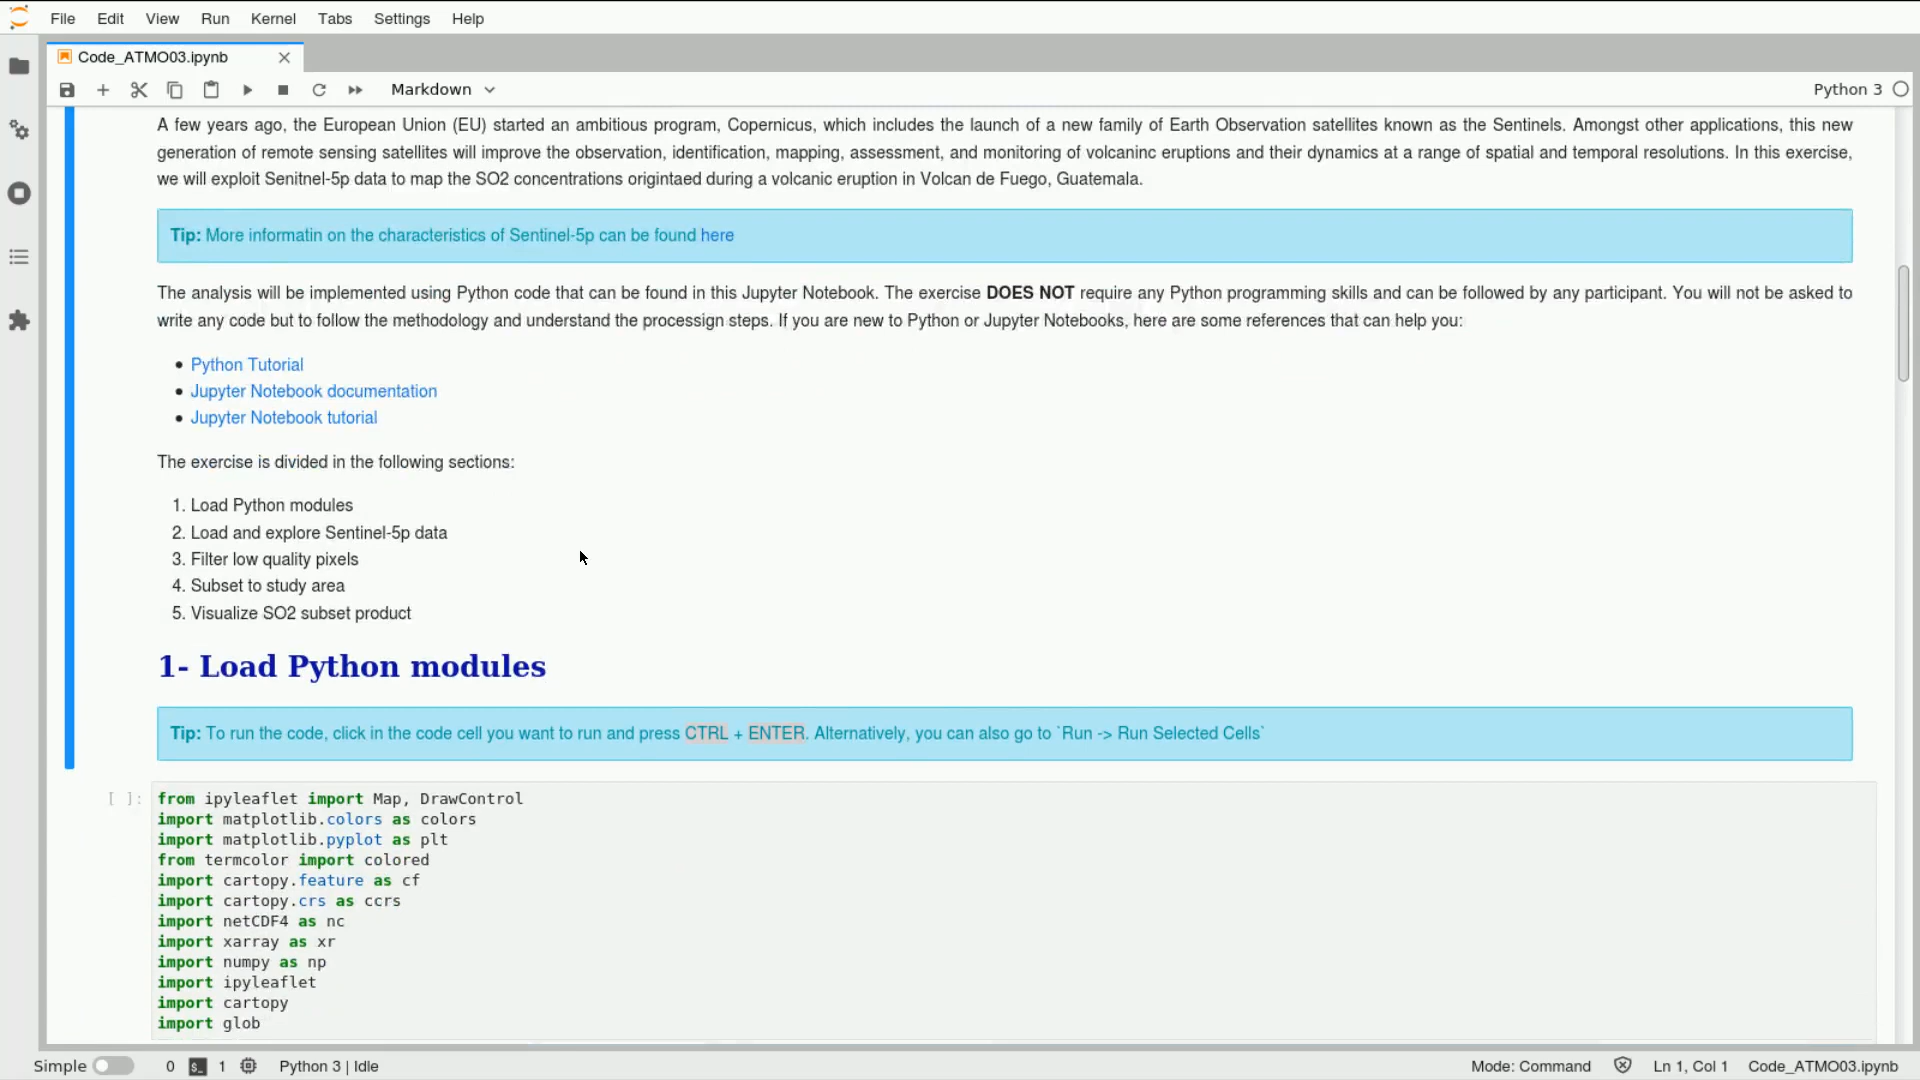 File Edit View Run Kernel Tabs Settings Help
Code_ATMO03.ipynb
Markdown
Python 3
A few years ago, the European Union (EU) started an ambitious program, Copernicus, which includes the launch of a new family of Earth Observation satellites known as the Sentinels. Amongst other applications, this new
generation of remote sensing satellites will improve the observation, identification, mapping, assessment, and monitoring of volcaninc eruptions and their dynamics at a range of spatial and temporal resolutions. In this exercise,
we will exploit Senitnel-5p data to map the SO2 concentrations origintaed during a volcanic eruption in Volcan de Fuego, Guatemala.
Tip: More informatin on the characteristics of Sentinel-5p can be found here
The analysis will be implemented using Python code that can be found in this Jupyter Notebook. The exercise DOES NOT require any Python programming skills and can be followed by any participant. You will not be asked to
write any code but to follow the methodology and understand the processign steps. If you are new to Python or Jupyter Notebooks, here are some references that can help you:
• Python Tutorial
• Jupyter Notebook documentation
• Jupyter Notebook tutorial
The exercise is divided in the following sections:
1. Load Python modules
2. Load and explore Sentinel-5p data
3. Filter low quality pixels
4. Subset to study area
5. Visualize SO2 subset product
1- Load Python modules
Tip: To run the code, click in the code cell you want to run and press CTRL + ENTER. Alternatively, you can also go to `Run -> Run Selected Cells`
[ ]: from ipyleaflet import Map, DrawControl
import matplotlib.colors as colors
import matplotlib.pyplot as plt
from termcolor import colored
import cartopy.feature as cf
import cartopy.crs as ccrs
import netCDF4 as nc
import xarray as xr
import numpy as np
import ipyleaflet
import cartopy
import glob
Simple 0 $_ 1 Python 3 | Idle Mode: Command Ln 1, Col 1 Code_ATMO03.ipynb